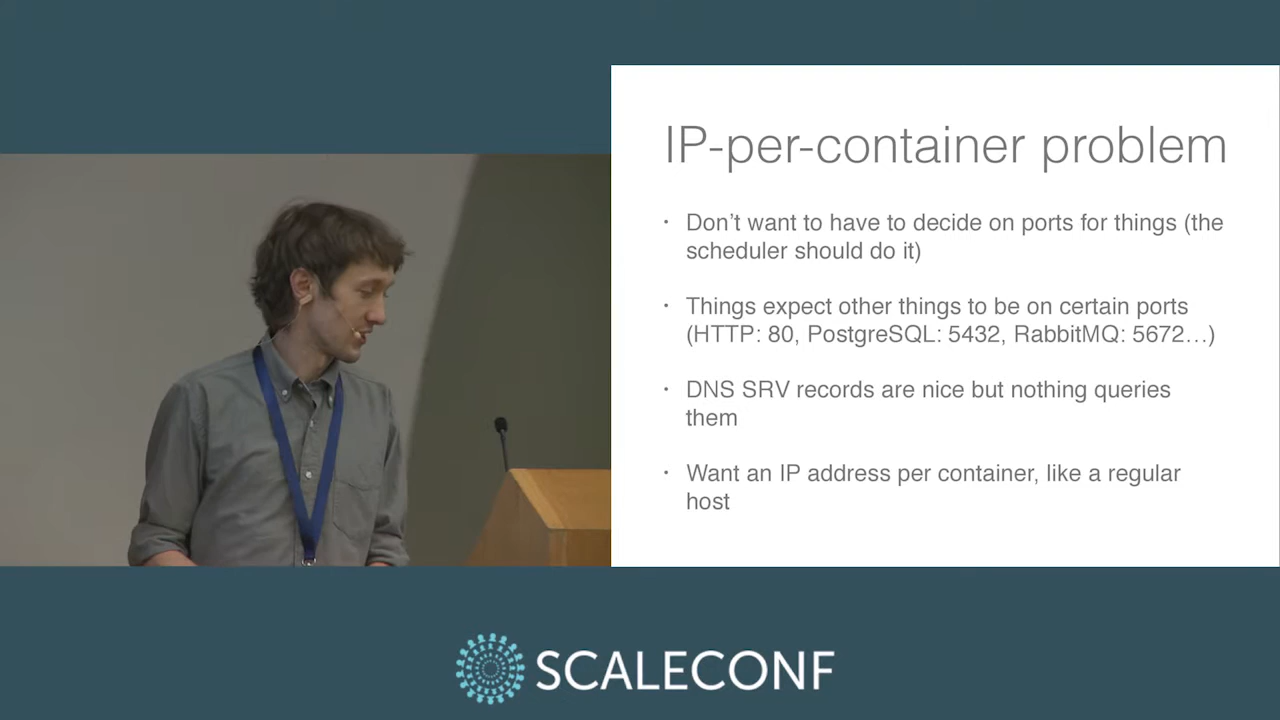 IP-per-container problem
• Don’t want to have to decide on ports for things (the
scheduler should do it)
• Things expect other things to be on certain ports
(HTTP: 80, PostgreSQL: 5432, RabbitMQ: 5672…)
• DNS SRV records are nice but nothing queries
them
• Want an IP address per container, like a regular
host
SCALECONF